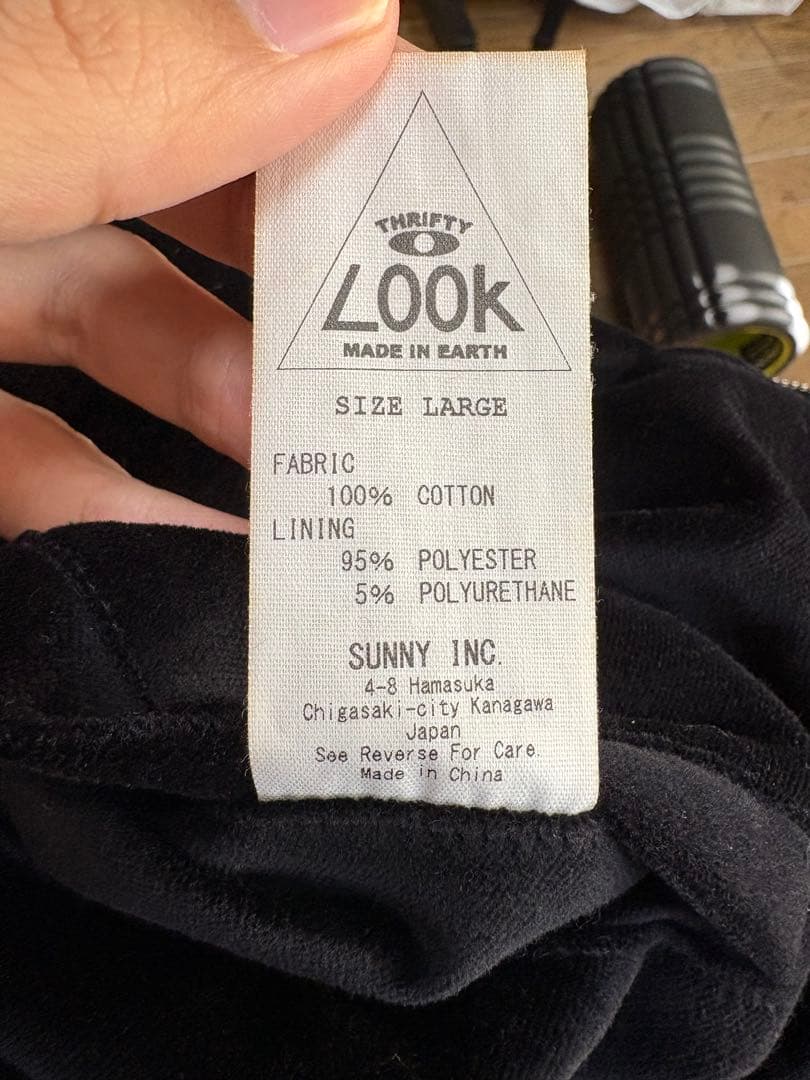 THRIFTY
LOOK
MADE IN EARTH
SIZE LARGE
FABRIC
100% COTTON
LINING
95% POLYESTER
5% POLYURETHANE
SUNNY INC.
4-8 Hamasuka
Chigasaki-city Kanagawa
Japan
See Reverse For Care.
Made in China